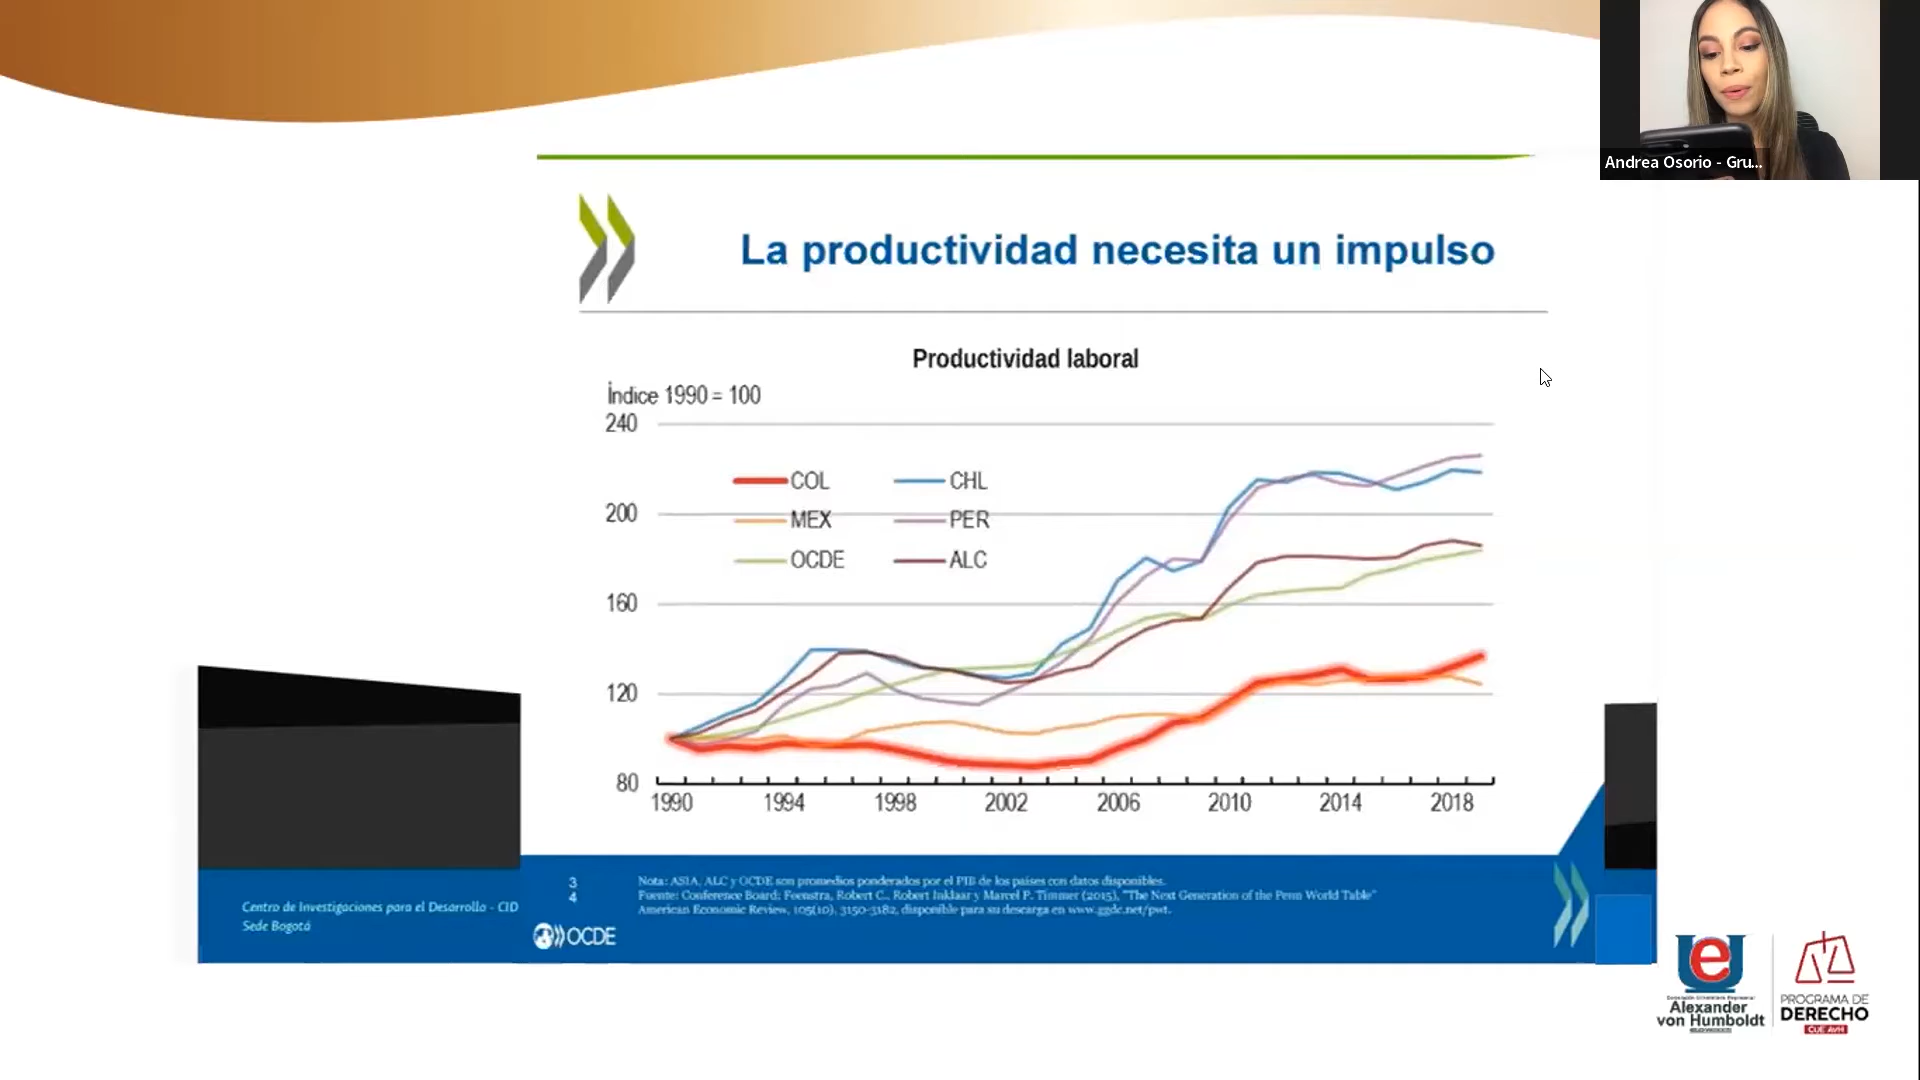 Andrea Osorio - Gru...
La productividad necesita un impulso
Productividad laboral
Índice 1990 = 100
240
200
160
120
80
COL
CHL
MEX
PER
OCDE
ALC
1990 1994 1998 2002 2006 2010 2014 2018
Centro de Investigaciones para el Desarrollo - CID
Sede Bogotá
3
4
Nota: ASIA, ALC y OCDE son promedios ponderados por el PIB de los países con datos disponibles.
Fuente: Conference Board; Feenstra, Robert C., Robert Inklaar y Marcel P. Timmer (2015), "The Next Generation of the Penn World Table"
American Economic Review, 105(10), 3150-3182, disponible para su descarga en www.ggdc.net/pwt.
OCDE
Ue
Alexander
von Humboldt
PROGRAMA DE
DERECHO
CUE AVH